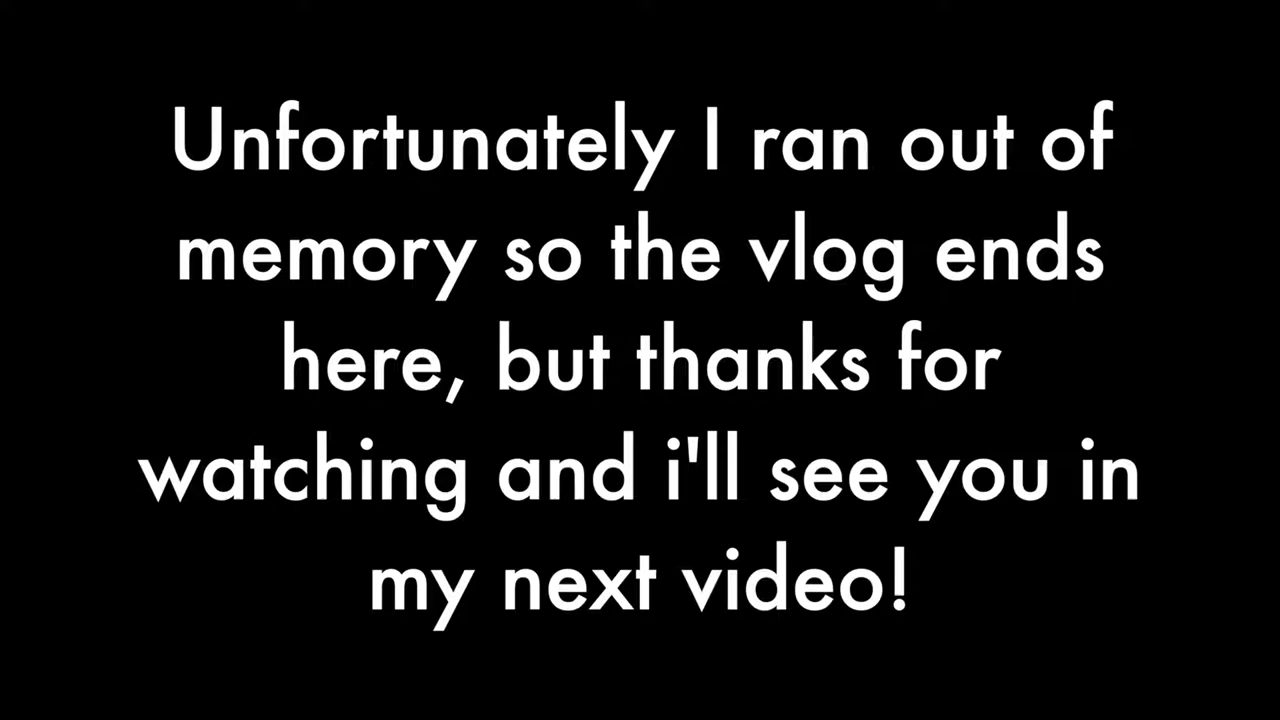 Unfortunately I ran out of
memory so the vlog ends
here, but thanks for
watching and i'll see you in
my next video!